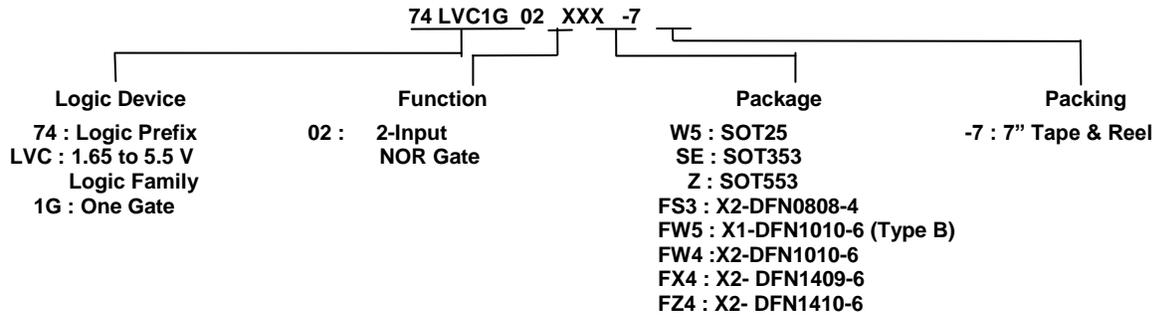 74 LVC1G 02 XXX -7
Logic Device
74 : Logic Prefix
LVC : 1.65 to 5.5 V
Logic Family
1G : One Gate
Function
02 : 2-Input
NOR Gate
Package
W5 : SOT25
SE : SOT353
Z : SOT553
FS3 : X2-DFN0808-4
FW5 : X1-DFN1010-6 (Type B)
FW4 :X2-DFN1010-6
FX4 : X2- DFN1409-6
FZ4 : X2- DFN1410-6
Packing
-7 : 7” Tape & Reel